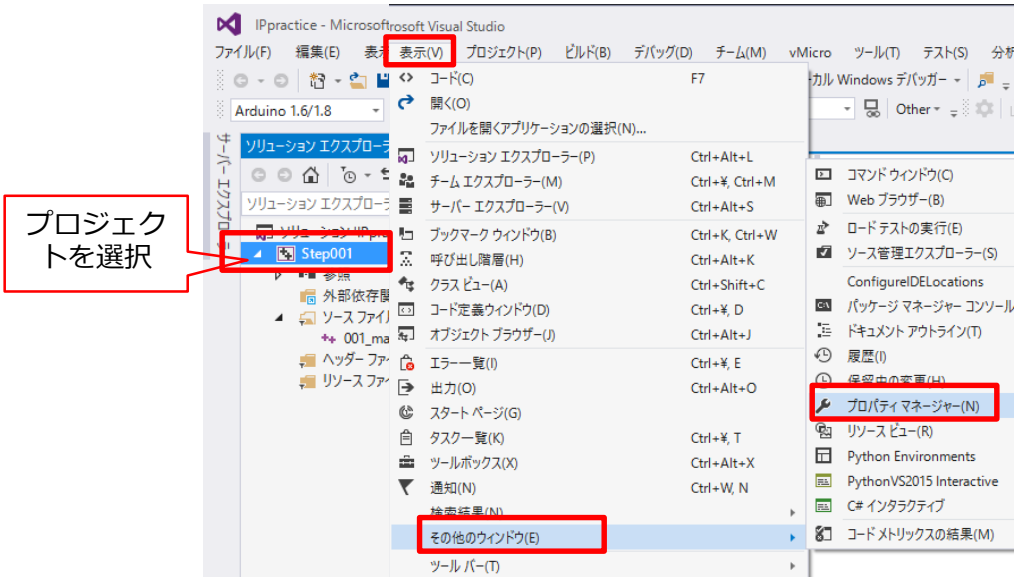 IPpractice - Microsoft
rosoft Visual Studio
ファイル(F) 編集(E) 表示(V) プロジェクト(P) ビルド(B) デバッグ(D) チーム(M) vMicro ツール(T) テスト(S) 分析
カル Windows デバッガー
Arduino 1.6/1.8
Other
サーバー エクスプローラー
ソリューション エクスプローラー
ソリューション エクスプローラ
ソリューション 'IPpra
Step001
参照
外部依存関
ソース ファイル
001_ma
ヘッダー ファ
リソース ファ
プロジェク
トを選択
コード(C) F7
開く(O)
ファイルを開くアプリケーションの選択(N)...
ソリューション エクスプローラー(P) Ctrl+Alt+L
チーム エクスプローラー(M) Ctrl+¥, Ctrl+M
サーバー エクスプローラー(V) Ctrl+Alt+S
ブックマーク ウィンドウ(B) Ctrl+K, Ctrl+W
呼び出し階層(H) Ctrl+Alt+K
クラス ビュー(A) Ctrl+Shift+C
コード定義ウィンドウ(D) Ctrl+¥, D
オブジェクト ブラウザー(J) Ctrl+Alt+J
エラー一覧(I) Ctrl+¥, E
出力(O) Ctrl+Alt+O
スタート ページ(G)
タスク一覧(K) Ctrl+¥, T
ツールボックス(X) Ctrl+Alt+X
通知(N) Ctrl+W, N
検索結果(N)
その他のウィンドウ(E)
ツール バー(T)
コマンド ウィンドウ(C)
Web ブラウザー(B)
ロード テストの実行(E)
ソース管理エクスプローラー(S)
ConfigureIDELocations
パッケージ マネージャー コンソール
ドキュメント アウトライン(T)
履歴(I)
保留中の変更(H)
プロパティ マネージャー(N)
リソース ビュー(R)
Python Environments
PythonVS2015 Interactive
C# インタラクティブ
コード メトリックスの結果(M)